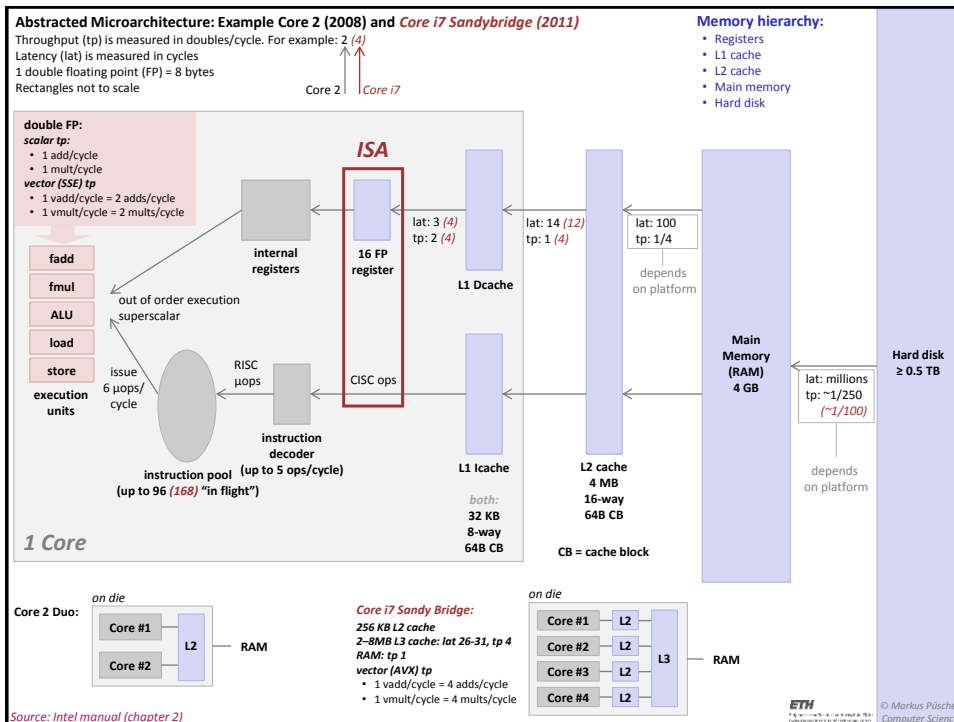 Abstracted Microarchitecture: Example Core 2 (2008) and Core i7 Sandybridge (2011)
Throughput (tp) is measured in doubles/cycle. For example: 2 (4)
Latency (lat) is measured in cycles
1 double floating point (FP) = 8 bytes
Rectangles not to scale
Core 2
Core i7
Memory hierarchy:
• Registers
• L1 cache
• L2 cache
• Main memory
• Hard disk
double FP:
scalar tp:
• 1 add/cycle
• 1 mult/cycle
vector (SSE) tp
• 1 vadd/cycle = 2 adds/cycle
• 1 vmult/cycle = 2 mults/cycle
fadd
fmul
ALU
load
store
execution
units
ISA
internal
registers
16 FP
register
lat: 3 (4)
tp: 2 (4)
L1 Dcache
lat: 14 (12)
tp: 1 (4)
lat: 100
tp: 1/4
depends
on platform
out of order execution
superscalar
issue
6 μops/
cycle
RISC
μops
CISC ops
instruction
decoder
(up to 5 ops/cycle)
instruction pool
(up to 96 (168) "in flight")
L1 Icache
both:
32 KB
8-way
64B CB
L2 cache
4 MB
16-way
64B CB
CB = cache block
Main
Memory
(RAM)
4 GB
lat: millions
tp: ~1/250
(~1/100)
depends
on platform
Hard disk
≥ 0.5 TB
1 Core
Core 2 Duo:
on die
Core #1
Core #2
L2
RAM
Core i7 Sandy Bridge:
256 KB L2 cache
2–8MB L3 cache: lat 26-31, tp 4
RAM: tp 1
vector (AVX) tp
• 1 vadd/cycle = 4 adds/cycle
• 1 vmult/cycle = 4 mults/cycle
on die
Core #1
L2
Core #2
L2
Core #3
L2
Core #4
L2
L3
RAM
Source: Intel manual (chapter 2)
ETH
© Markus Püsche
Computer Scienc